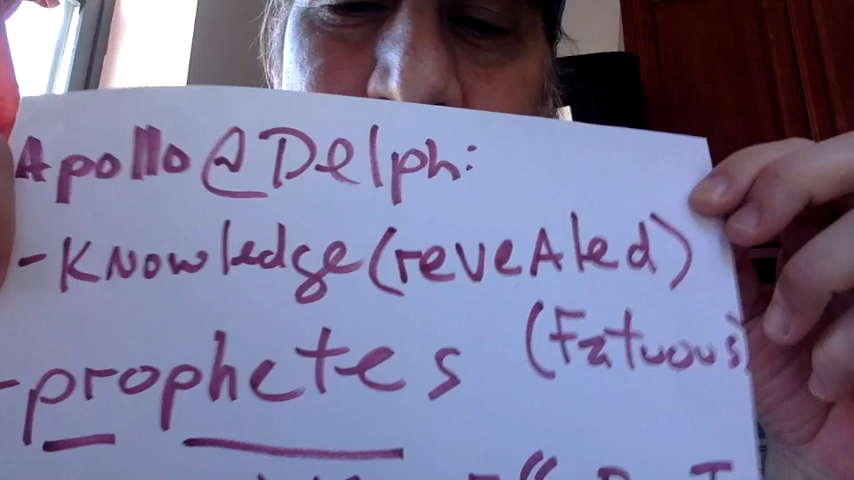 Apollo @ Delphi
- Knowledge (reveAled)
- prophetes (Fatuous)